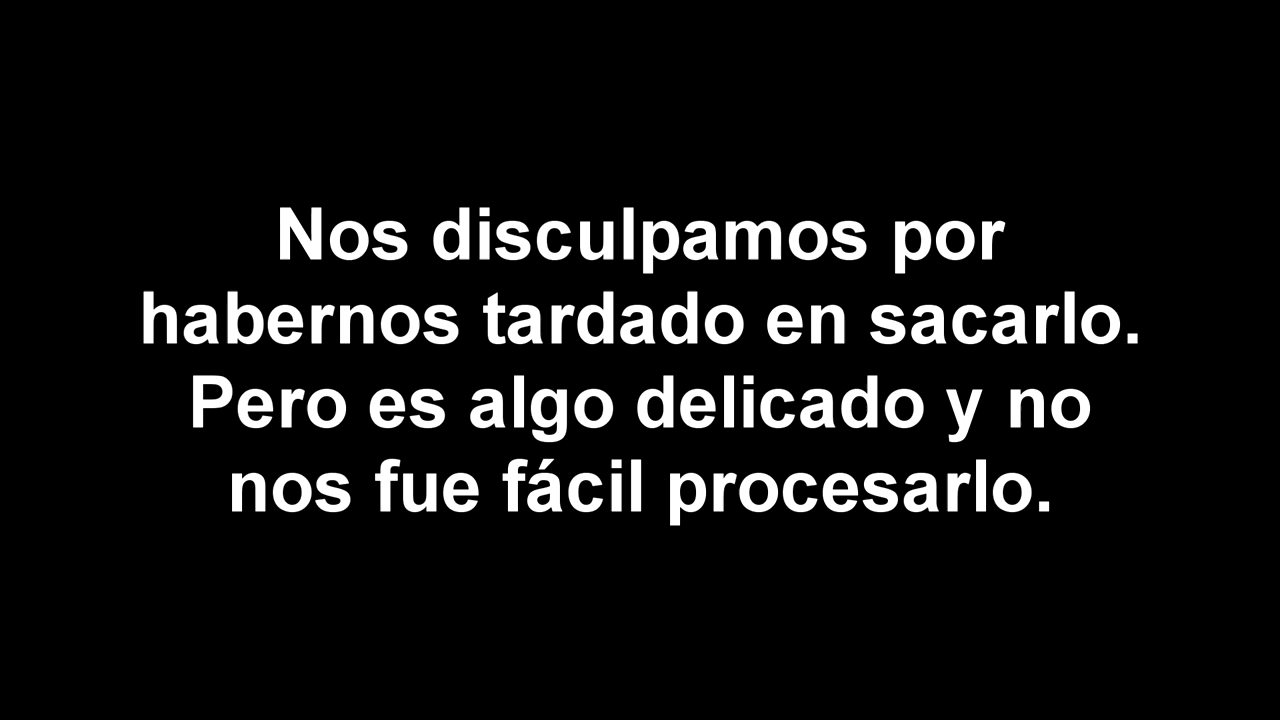 Nos disculpamos por
habernos tardado en sacarlo.
Pero es algo delicado y no
nos fue fácil procesarlo.